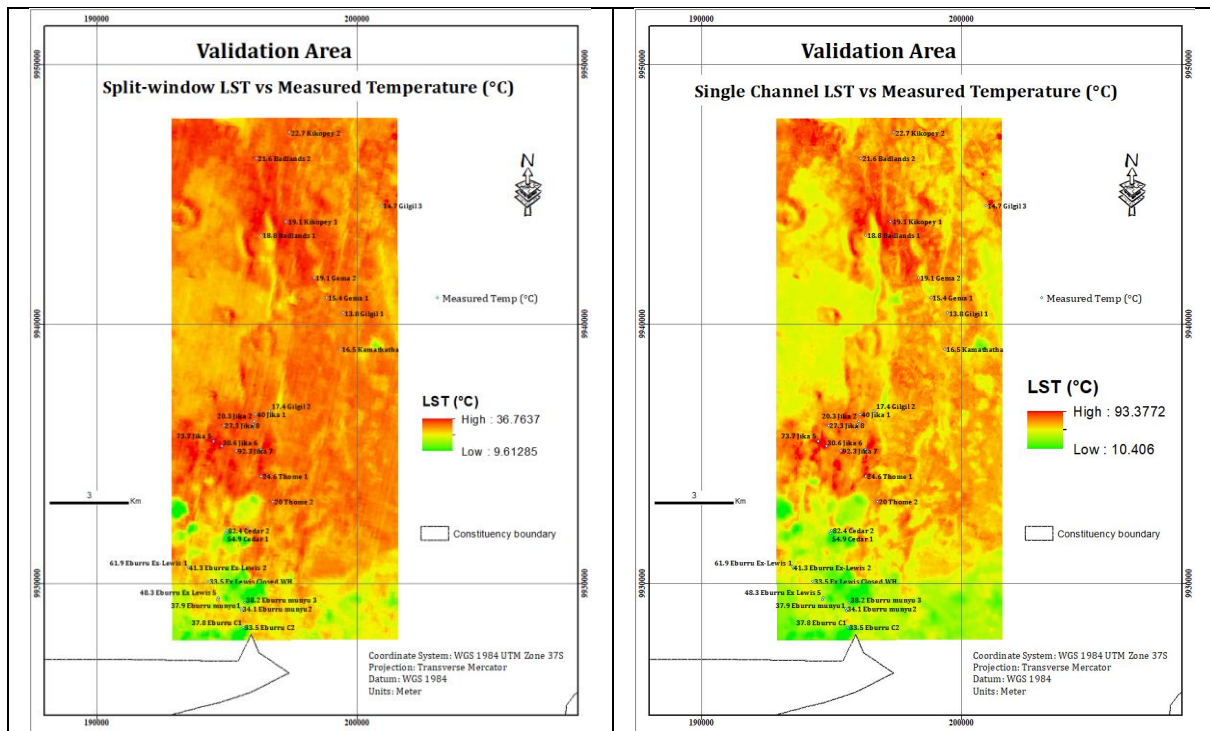 190000
200000
Validation Area
9950000
9950000
Split-window LST vs Measured Temperature (°C)
22.7 Kikopey 2
21.6 Badlands 2
N
14.7 Gilgil 3
19.1 Kikopey 1
18.8 Badlands 1
19.1 Gema 2
15.4 Gema 1
Measured Temp (°C)
13.8 Gilgil 1
9940000
9940000
16.5 Kamathatha
LST (°C)
High : 36.7637
Low : 9.61285
17.4 Gilgil 2
20.3 Jika 2
40 Jika 1
27.3 Jika 8
73.7 Jika 5
30.6 Jika 6
92.3 Jika 7
24.6 Thome 1
3
Km
20 Thome 2
82.4 Cedar 2
54.9 Cedar 1
Constituency boundary
61.9 Eburru Ex-Lewis 1
41.3 Eburru Ex-Lewis 2
33.5 Ex Lewis Closed WH
9930000
9930000
48.3 Eburru Ex Lewis 5
38.2 Eburru munyu 3
37.9 Eburru munyu1
34.1 Eburru munyu2
37.8 Eburru C1
33.5 Eburru C2
Coordinate System: WGS 1984 UTM Zone 37S
Projection: Transverse Mercator
Datum: WGS 1984
Units: Meter
190000
200000
190000
200000
Validation Area
9950000
9950000
Single Channel LST vs Measured Temperature (°C)
22.7 Kikopey 2
21.6 Badlands 2
N
14.7 Gilgil 3
19.1 Kikopey 1
18.8 Badlands 1
19.1 Gema 2
15.4 Gema 1
Measured Temp (°C)
13.8 Gilgil 1
9940000
9940000
16.5 Kamathatha
LST (°C)
High : 93.3772
Low : 10.406
17.4 Gilgil 2
20.3 Jika 2
40 Jika 1
27.3 Jika 8
73.7 Jika 5
30.6 Jika 6
92.3 Jika 7
24.6 Thome 1
3
Km
20 Thome 2
82.4 Cedar 2
54.9 Cedar 1
Constituency boundary
61.9 Eburru Ex-Lewis 1
41.3 Eburru Ex-Lewis 2
33.5 Ex Lewis Closed WH
9930000
9930000
48.3 Eburru Ex Lewis 5
38.2 Eburru munyu 3
37.9 Eburru munyu1
34.1 Eburru munyu2
37.8 Eburru C1
33.5 Eburru C2
Coordinate System: WGS 1984 UTM Zone 37S
Projection: Transverse Mercator
Datum: WGS 1984
Units: Meter
190000
200000